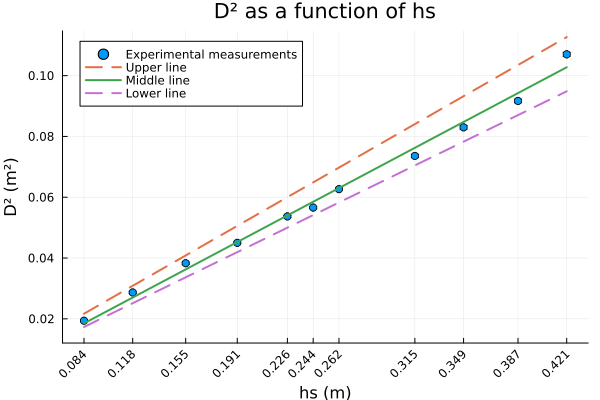 D² as a function of hs
Experimental measurements
Upper line
Middle line
Lower line
0.10
0.08
0.06
0.04
0.02
D² (m²)
0.084
0.118
0.155
0.191
0.226
0.244
0.262
0.315
0.349
0.387
0.421
hs (m)